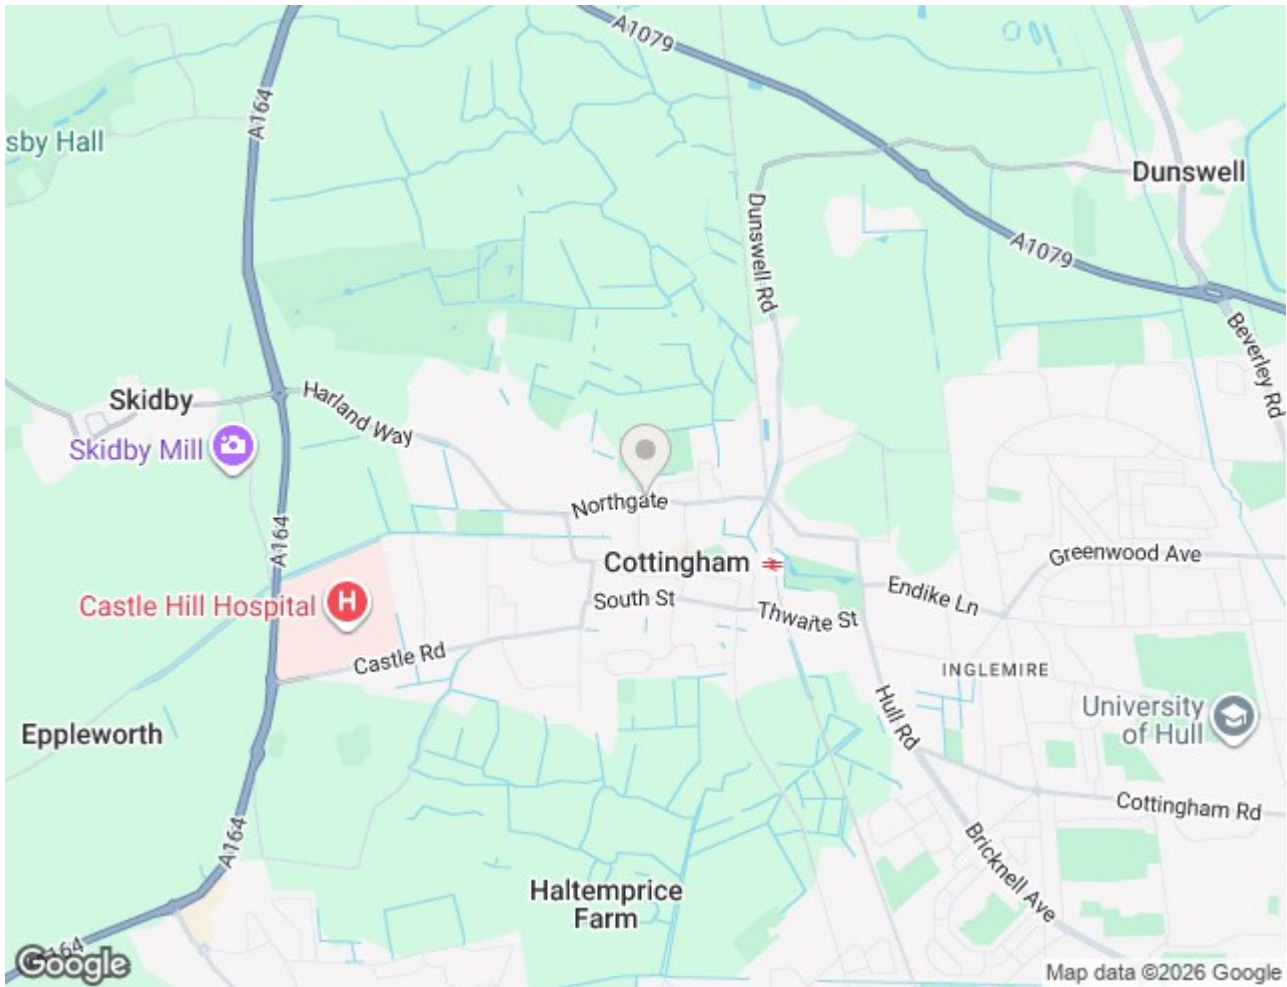 A1079
A164
sby Hall
Dunswell
Dunswell Rd
A1079
Beverley Rd
Skidby
Harland Way
Skidby Mill
Northgate
A164
Greenwood Ave
Cottingham
Endike Ln
Castle Hill Hospital
H
South St
Thwaite St
Castle Rd
INGLEMIRE
University
of Hull
Hull Rd
Eppleworth
Cottingham Rd
A164
Bricknell Ave
Haltemprice
Farm
A164
Google
Map data ©2026 Google